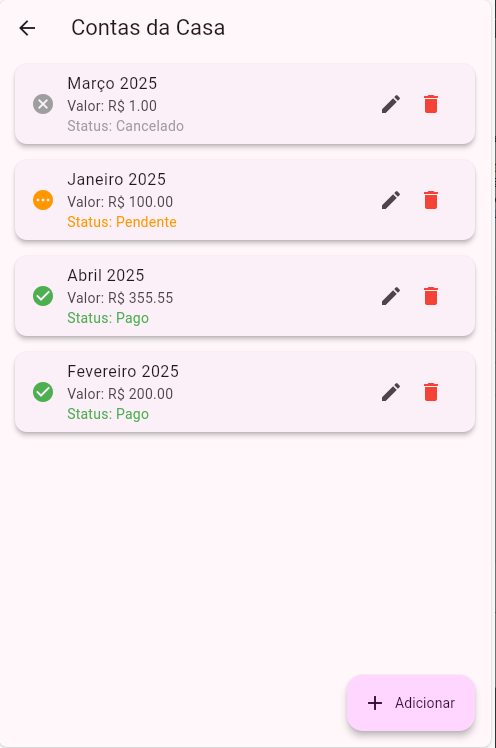 Contas da Casa
Março 2025
Valor: R$ 1.00
Status: Cancelado
Janeiro 2025
Valor: R$ 100.00
Status: Pendente
Abril 2025
Valor: R$ 355.55
Status: Pago
Fevereiro 2025
Valor: R$ 200.00
Status: Pago
Adicionar